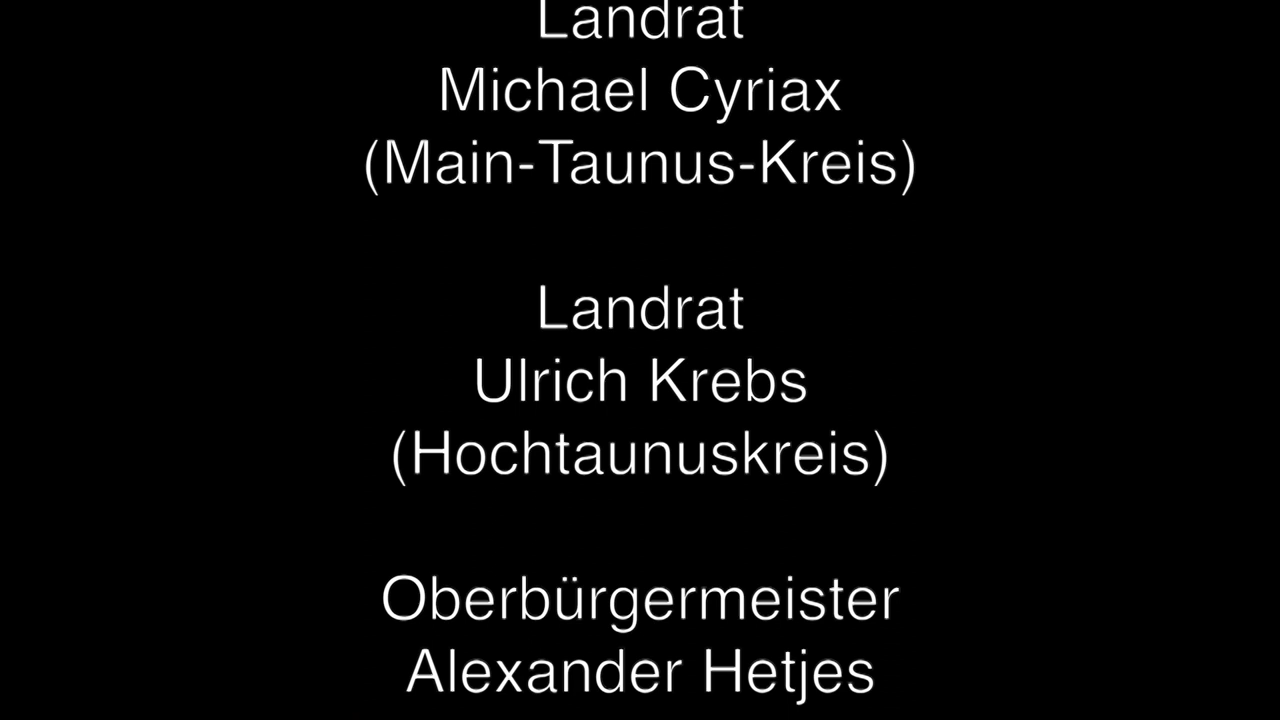 Landrat
Michael Cyriax
(Main-Taunus-Kreis)
Landrat
Ulrich Krebs
(Hochtaunuskreis)
Oberbürgermeister
Alexander Hetjes